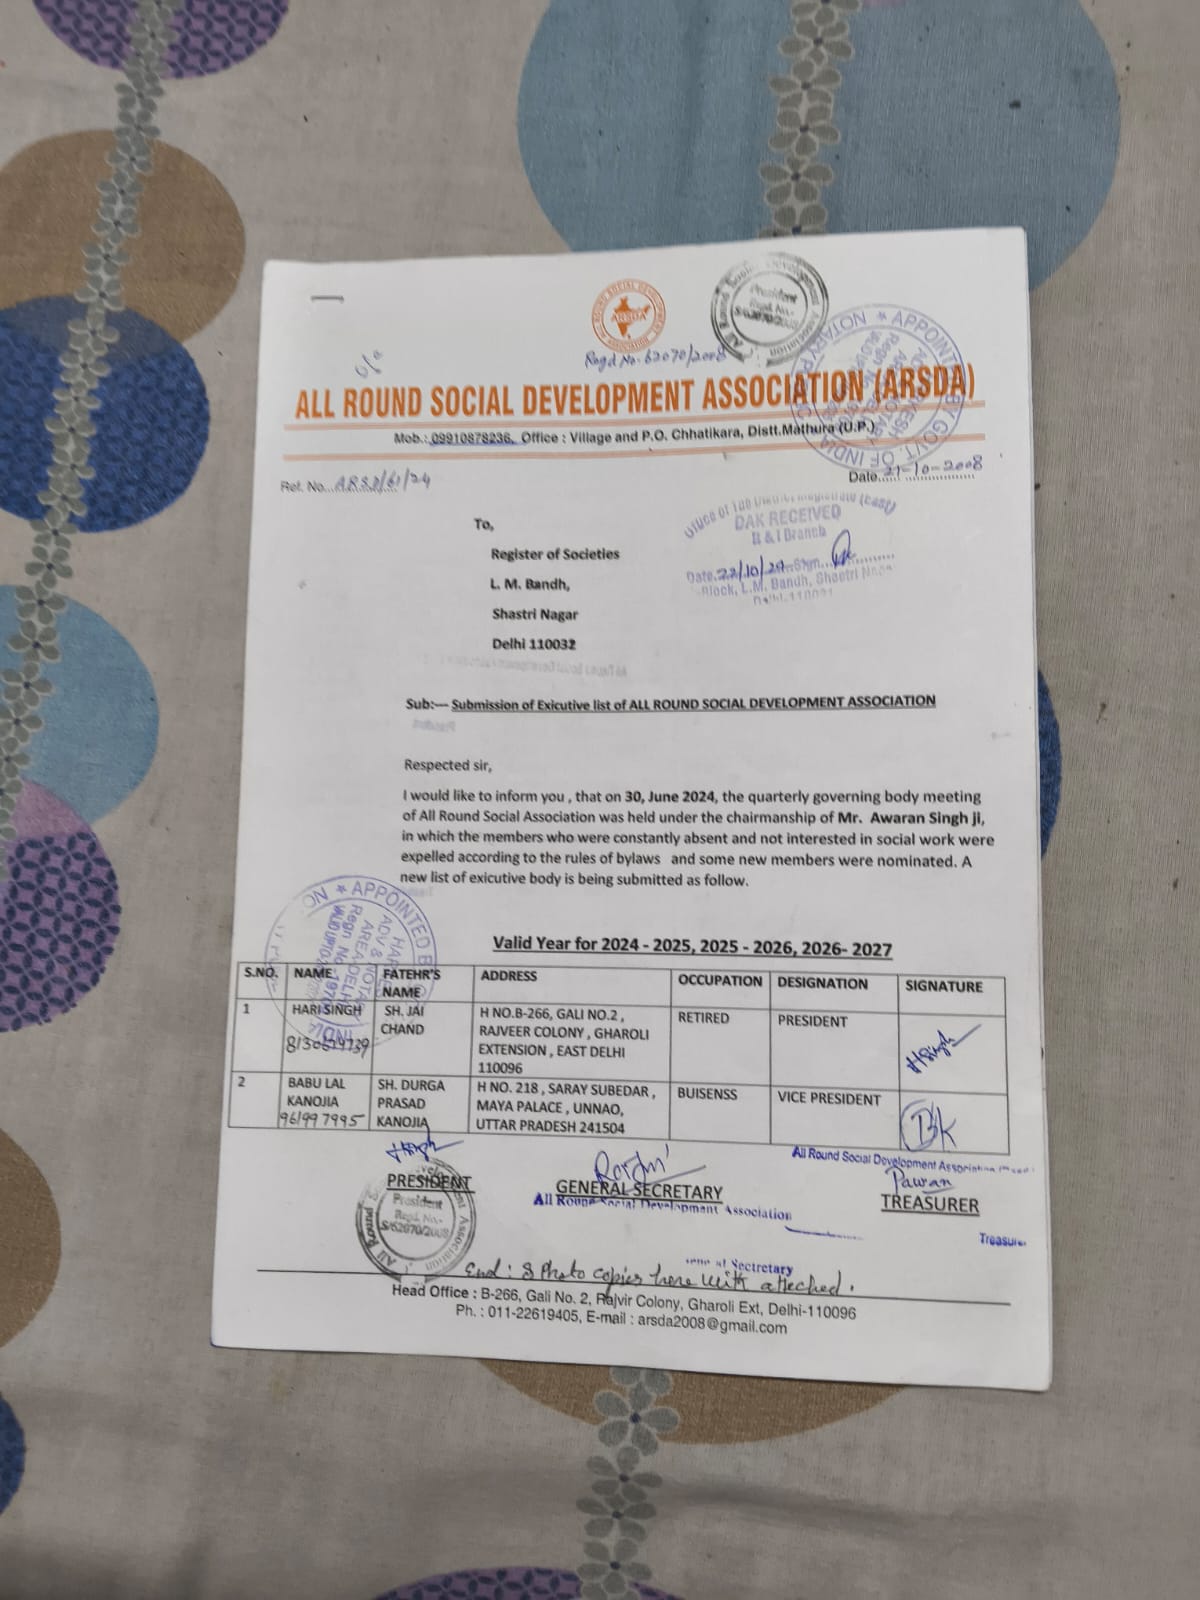 ARSDA
President
Regd. No.-
S/62070/2008
Regd No-62070/2008
ALL ROUND SOCIAL DEVELOPMENT ASSOCIATION (ARSDA)
Mob.: 09910878236, Office : Village and P.O. Chhatikara, Distt.Mathura (U.P.)
Ref. No...ARSD/61/24
Date..21-10-2008
To,
Office of The District Magistrate (East)
DAK RECEIVED
R & I Branch
Date.22/10/24..Sign.
Block, L.M. Bandh, Shastri Nagar
Delhi-110031
Register of Societies
L. M. Bandh,
Shastri Nagar
Delhi 110032
Sub:— Submission of Exicutive list of ALL ROUND SOCIAL DEVELOPMENT ASSOCIATION
Respected sir,
I would like to inform you , that on 30, June 2024, the quarterly governing body meeting
of All Round Social Association was held under the chairmanship of Mr. Awaran Singh ji,
in which the members who were constantly absent and not interested in social work were
expelled according to the rules of bylaws and some new members were nominated. A
new list of exicutive body is being submitted as follow.
Valid Year for 2024 - 2025, 2025 - 2026, 2026- 2027
S.NO. NAME FATEHR'S NAME ADDRESS OCCUPATION DESIGNATION SIGNATURE
1 HARI SINGH SH. JAI H NO.B-266, GALI NO.2 , RETIRED PRESIDENT
CHAND RAJVEER COLONY , GHAROLI
EXTENSION , EAST DELHI
110096
HSingh
2 BABU LAL SH. DURGA H NO. 218 , SARAY SUBEDAR , BUISENSS VICE PRESIDENT
KANOJIA PRASAD MAYA PALACE , UNNAO,
961997995 KANOJIA UTTAR PRADESH 241504
BK
HSingh
All Round Social Development Association
Pawan
PRESIDENT GENERAL SECRETARY TREASURER
All Round Social Development Association
President
Regd. No.-
S/62070/2008
Treasurer
General Sectretary
End : 8 Photo copies here with atteched.
Head Office : B-266, Gali No. 2, Rajvir Colony, Gharoli Ext, Delhi-110096
Ph. : 011-22619405, E-mail : arsda2008@gmail.com